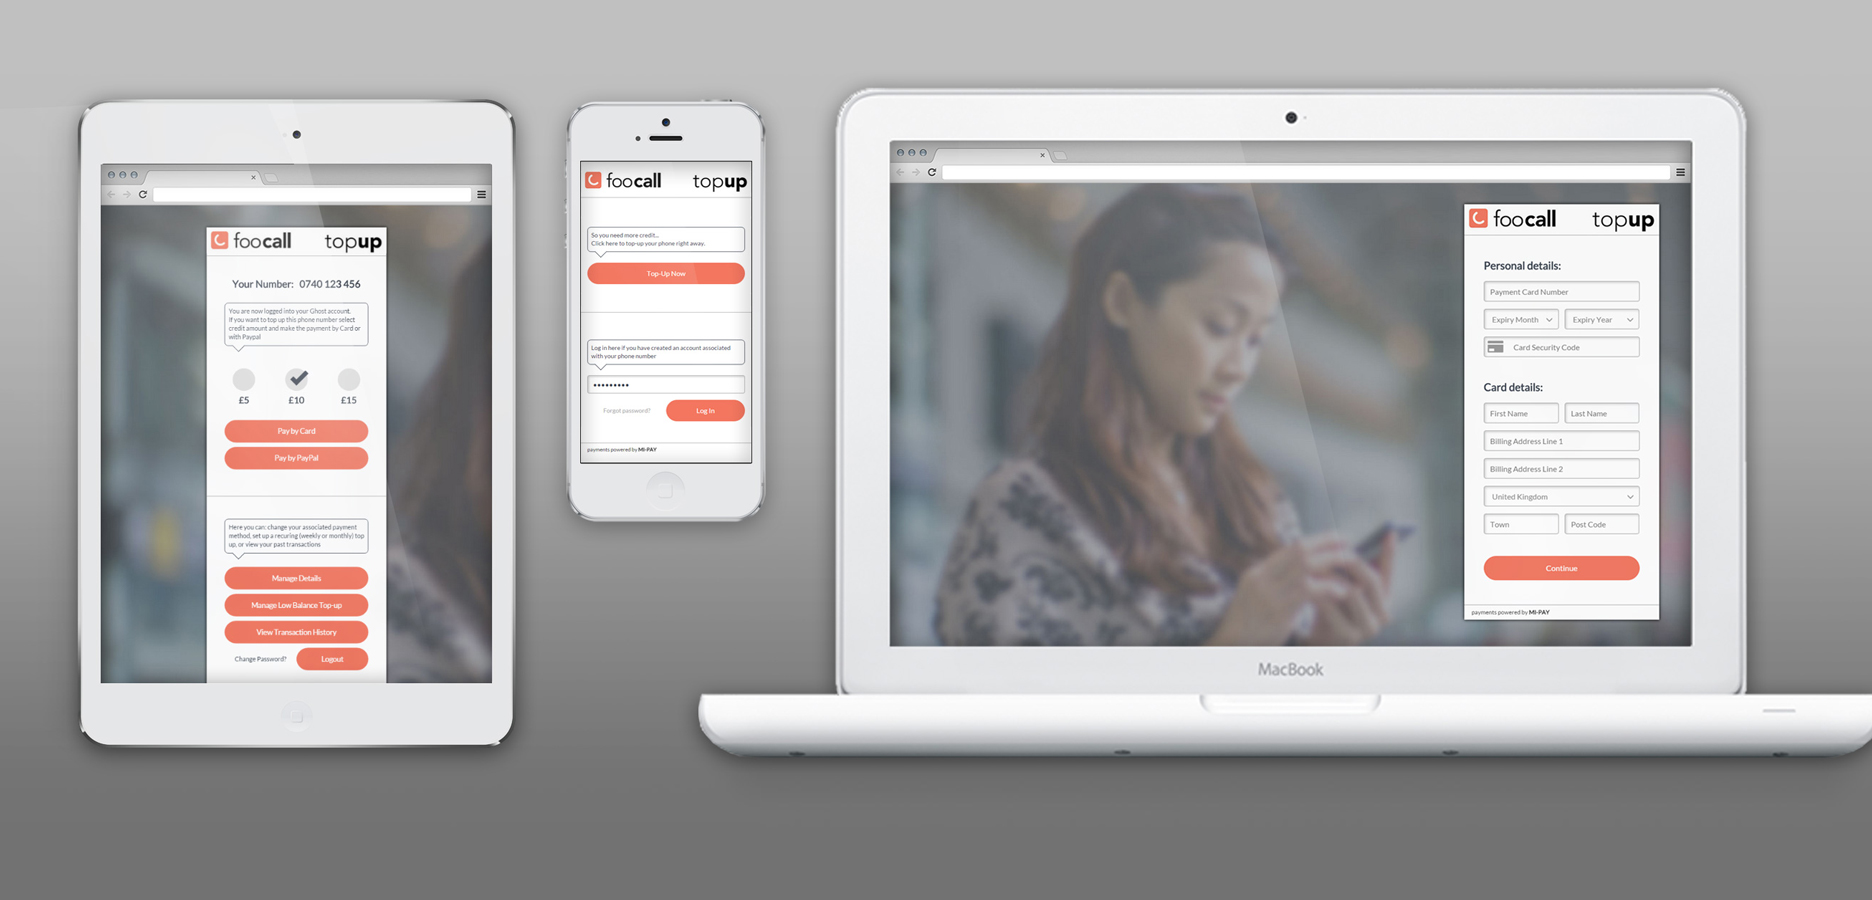 foocall topup
Your Number: 0740 123 456
You are now logged into your Ghost account.
If you want to top up this phone number select
credit amount and make the payment by Card or
with Paypal
£5 £10 £15
Pay by Card
Pay by PayPal
Here you can: change your associated payment
method, set up a recuring (weekly or monthly) top
up, or view your past transactions
Manage Details
Manage Low Balance Top-up
View Transaction History
Change Password? Logout
foocall topup
So you need more credit...
Click here to top-up your phone right away.
Top-Up Now
Log in here if you have created an account associated
with your phone number
Forgot password? Log In
payments powered by MI-PAY
foocall topup
Personal details:
Payment Card Number
Expiry Month Expiry Year
Card Security Code
Card details:
First Name Last Name
Billing Address Line 1
Billing Address Line 2
United Kingdom
Town Post Code
Continue
payments powered by MI-PAY
MacBook